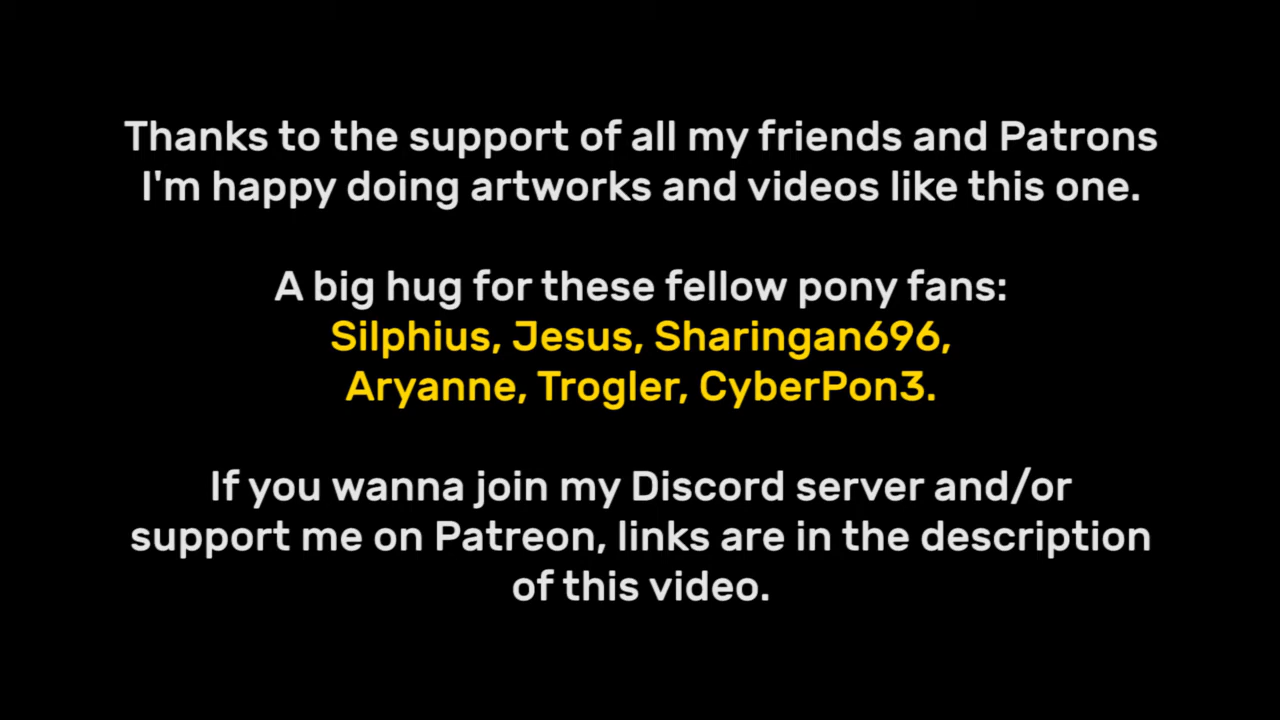 Thanks to the support of all my friends and Patrons
I'm happy doing artworks and videos like this one.
A big hug for these fellow pony fans:
Silphius, Jesus, Sharingan696,
Aryanne, Trogler, CyberPon3.
If you wanna join my Discord server and/or
support me on Patreon, links are in the description
of this video.